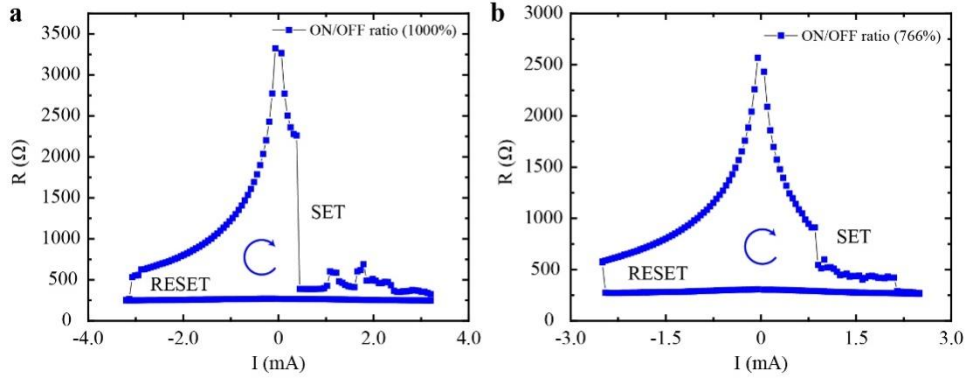 a
ON/OFF ratio (1000%)
R (Ω)
3500
3000
2500
2000
1500
1000
500
0
SET
RESET
-4.0
-2.0
0
2.0
4.0
I (mA)
b
ON/OFF ratio (766%)
R (Ω)
3000
2500
2000
1500
1000
500
0
SET
RESET
-3.0
-1.5
0
1.5
3.0
I (mA)